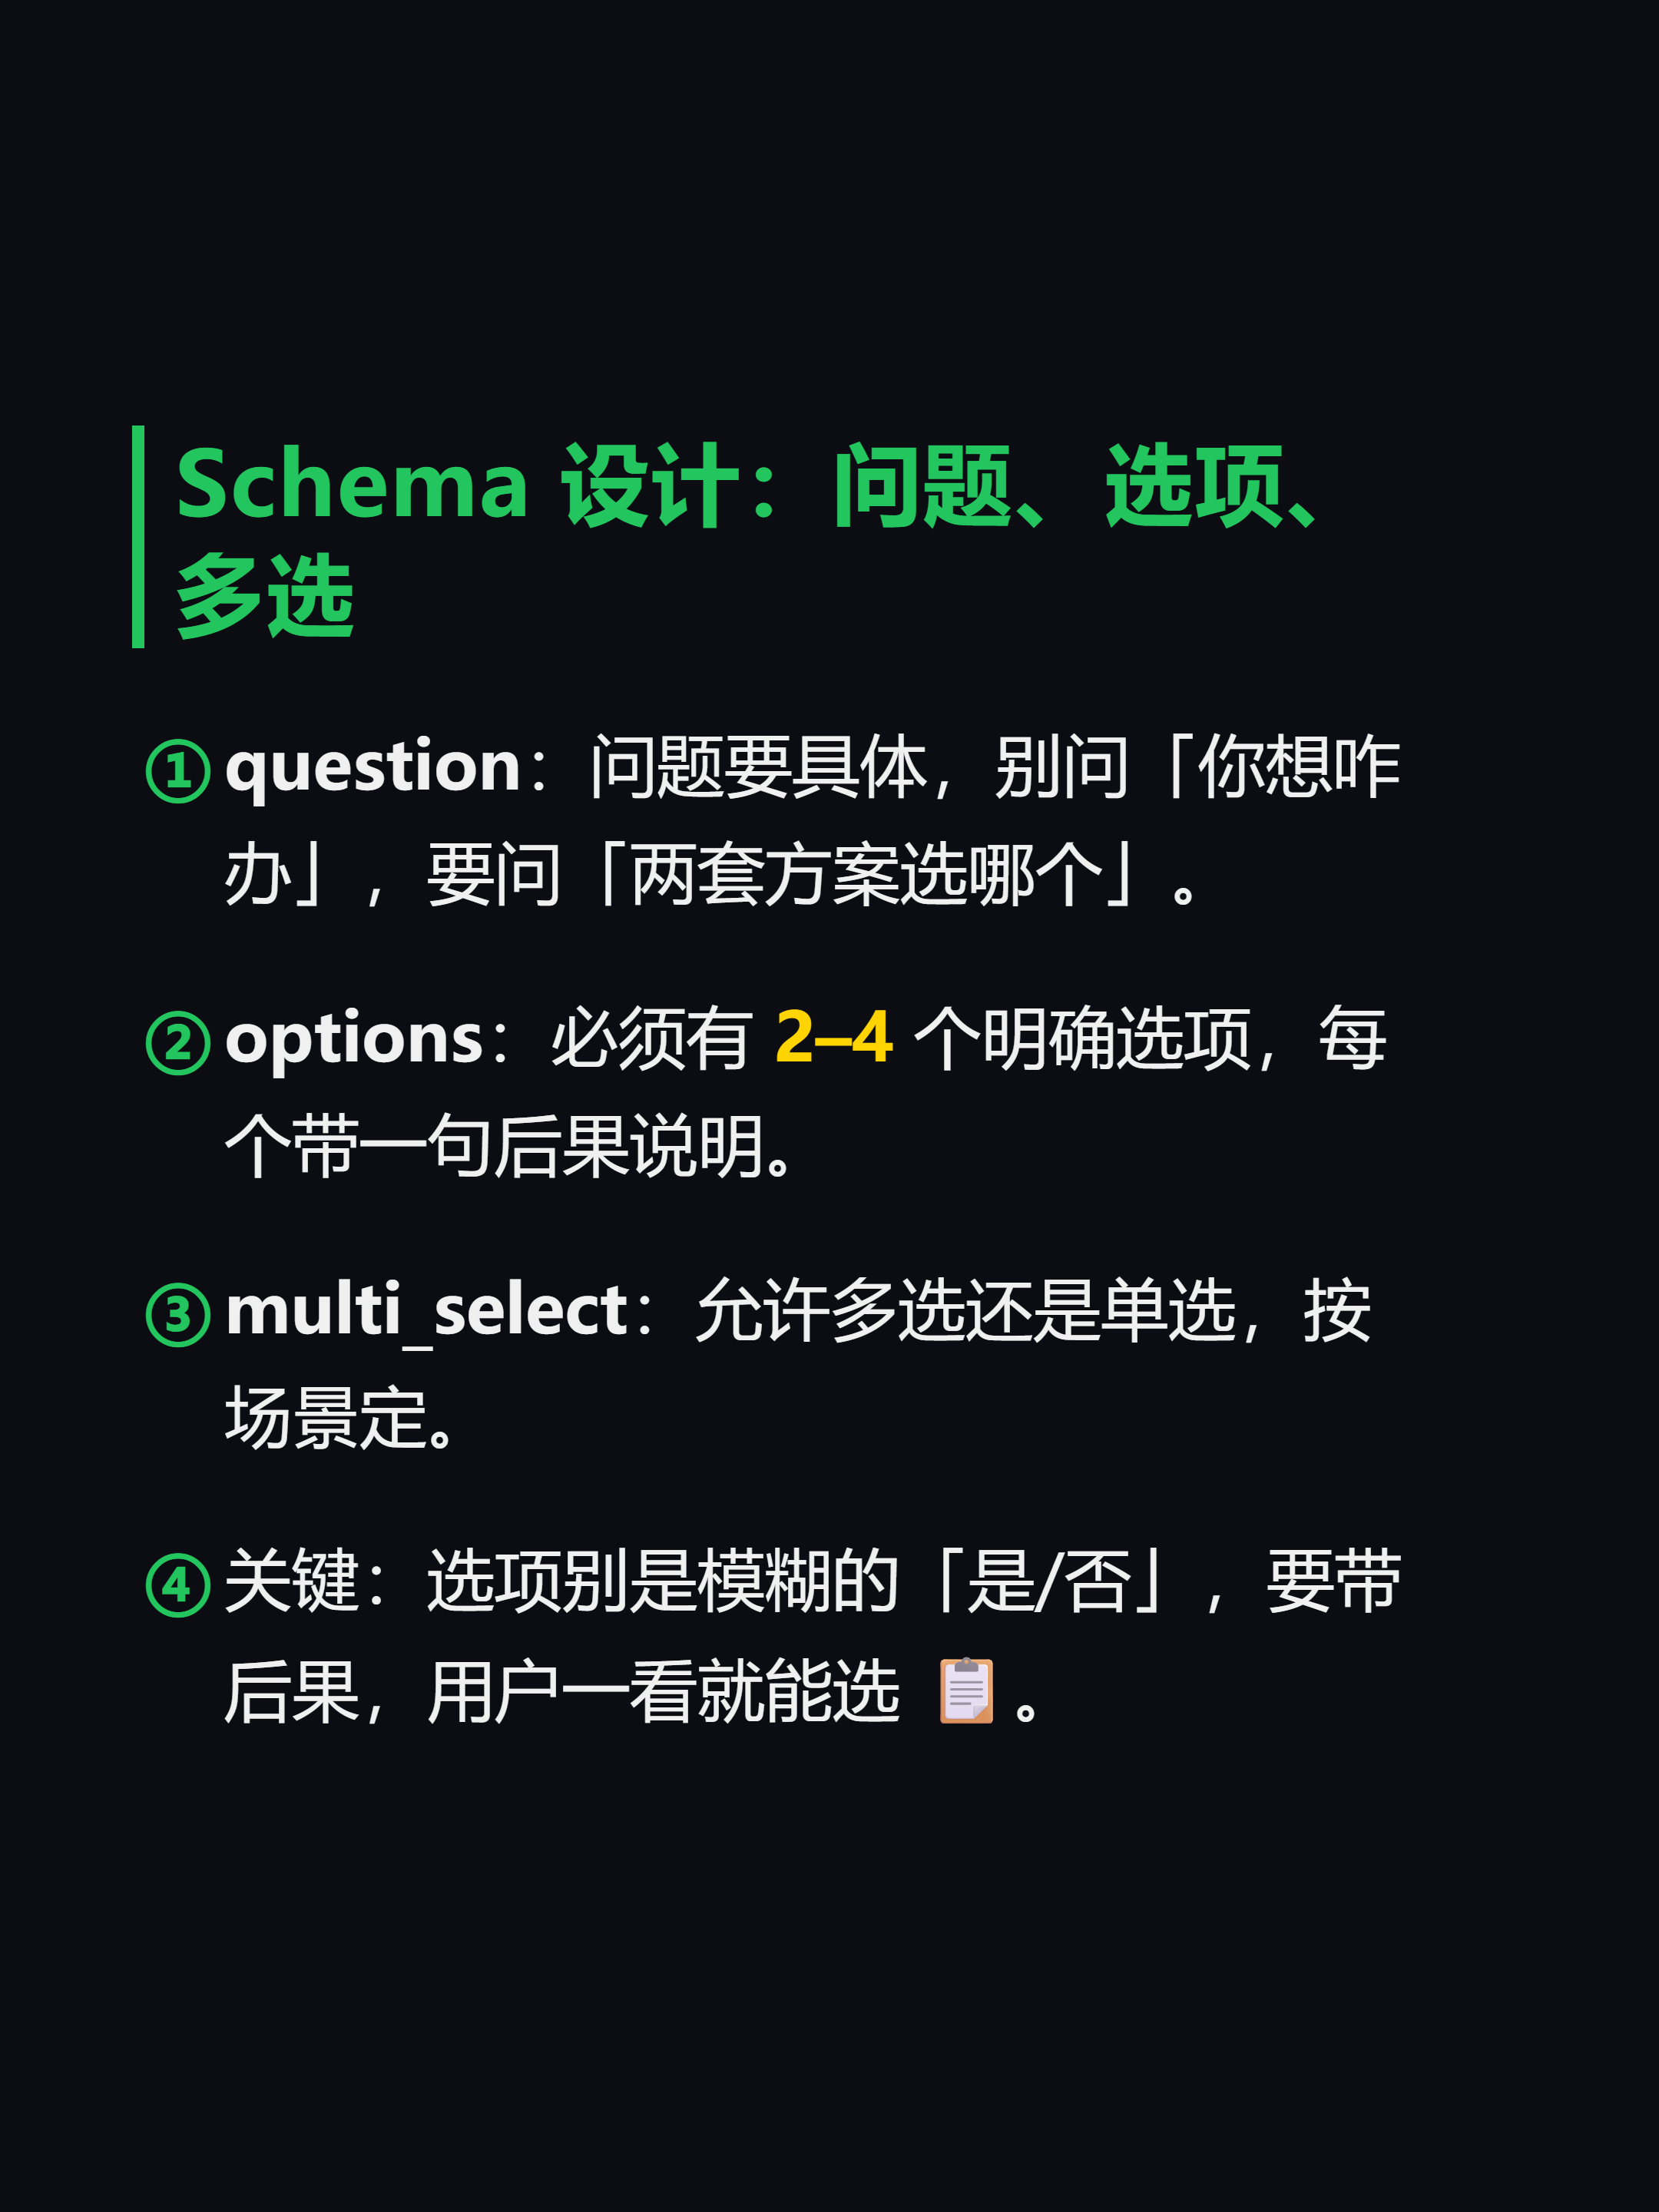 Schema 设计：问题、选项、
多选
① question：问题要具体，别问「你想咋
办」，要问「两套方案选哪个」。
② options：必须有 2–4 个明确选项，每
个带一句后果说明。
③ multi_select：允许多选还是单选，按
场景定。
④ 关键：选项别是模糊的「是/否」，要带
后果，用户一看就能选 📋。